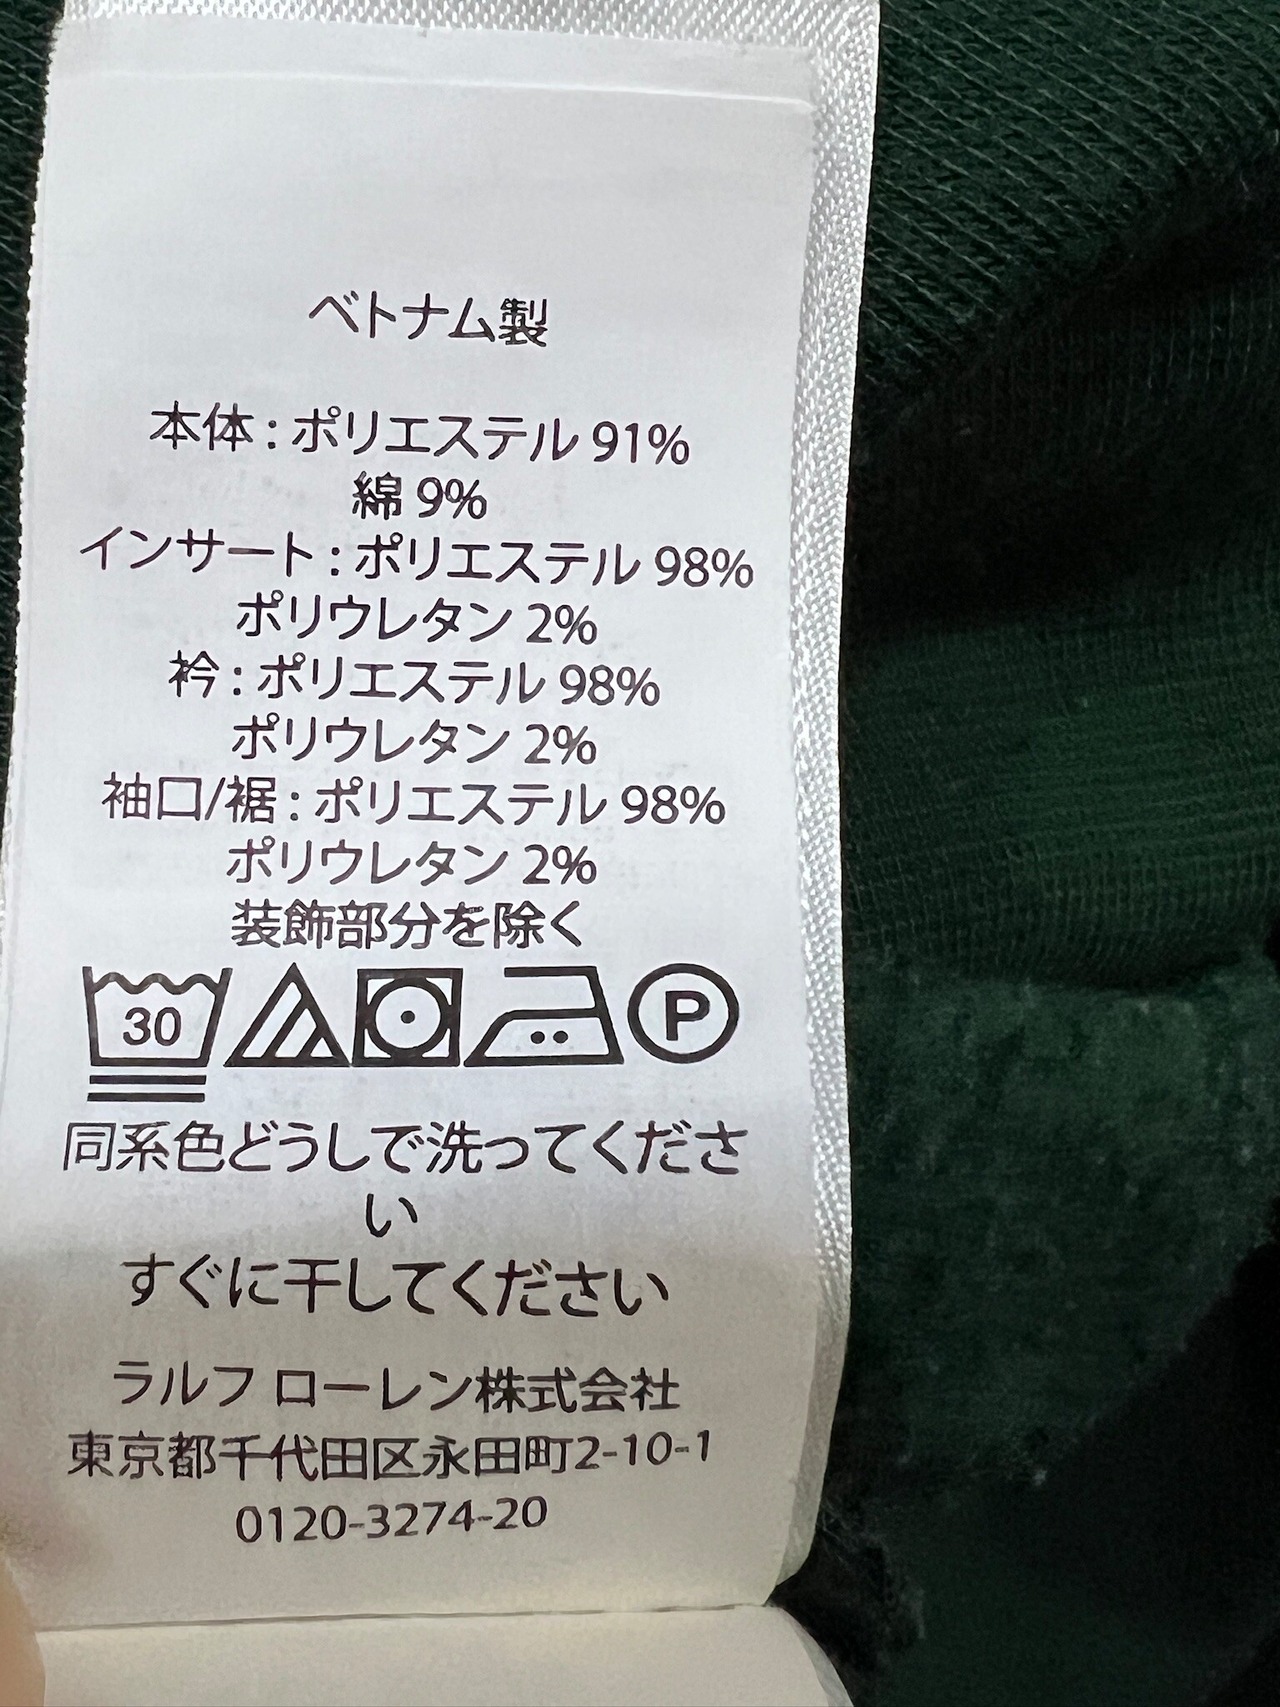 ベトナム製
本体 : ポリエステル 91%
綿 9%
インサート : ポリエステル 98%
ポリウレタン 2%
衿 : ポリエステル 98%
ポリウレタン 2%
袖口/裾 : ポリエステル 98%
ポリウレタン 2%
装飾部分を除く
30 P
同系色どうしで洗ってくださ
い
すぐに干してください
ラルフ ローレン株式会社
東京都千代田区永田町2-10-1
0120-3274-20